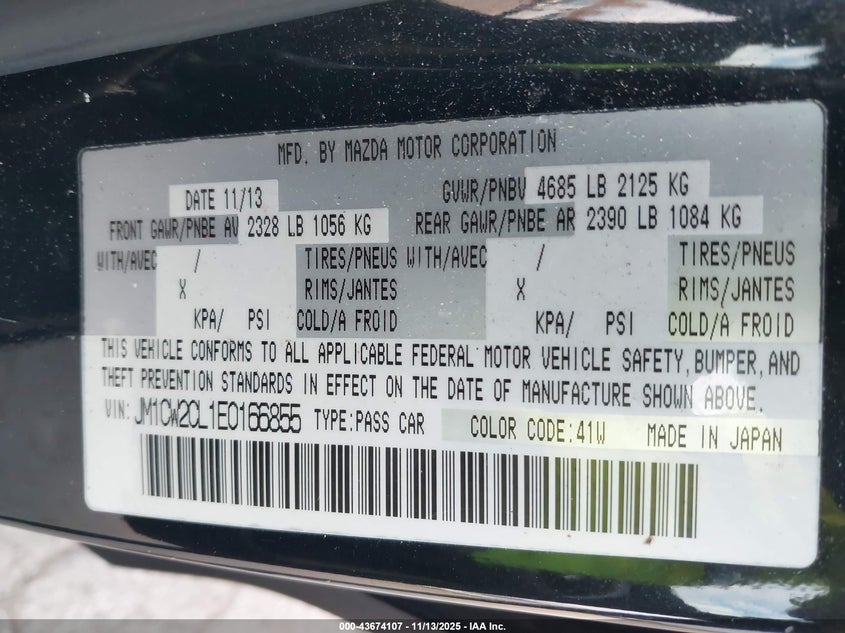 MFD. BY MAZDA MOTOR CORPORATION
DATE 11/13 GVWR/PNBV 4685 LB 2125 KG
FRONT GAWR/PNBE AV 2328 LB 1056 KG REAR GAWR/PNBE AR 2390 LB 1084 KG
WITH/AVEC / TIRES/PNEUS WITH/AVEC / TIRES/PNEUS
X RIMS/JANTES X RIMS/JANTES
KPA/ PSI COLD/A FROID KPA/ PSI COLD/A FROID
THIS VEHICLE CONFORMS TO ALL APPLICABLE FEDERAL MOTOR VEHICLE SAFETY, BUMPER, AND
THEFT PREVENTION STANDARDS IN EFFECT ON THE DATE OF MANUFACTURE SHOWN ABOVE.
VIN: JM1CW2CL1E0166855 TYPE:PASS CAR COLOR CODE:41W MADE IN JAPAN
000-43674107 - 11/13/2025 - IAA Inc.